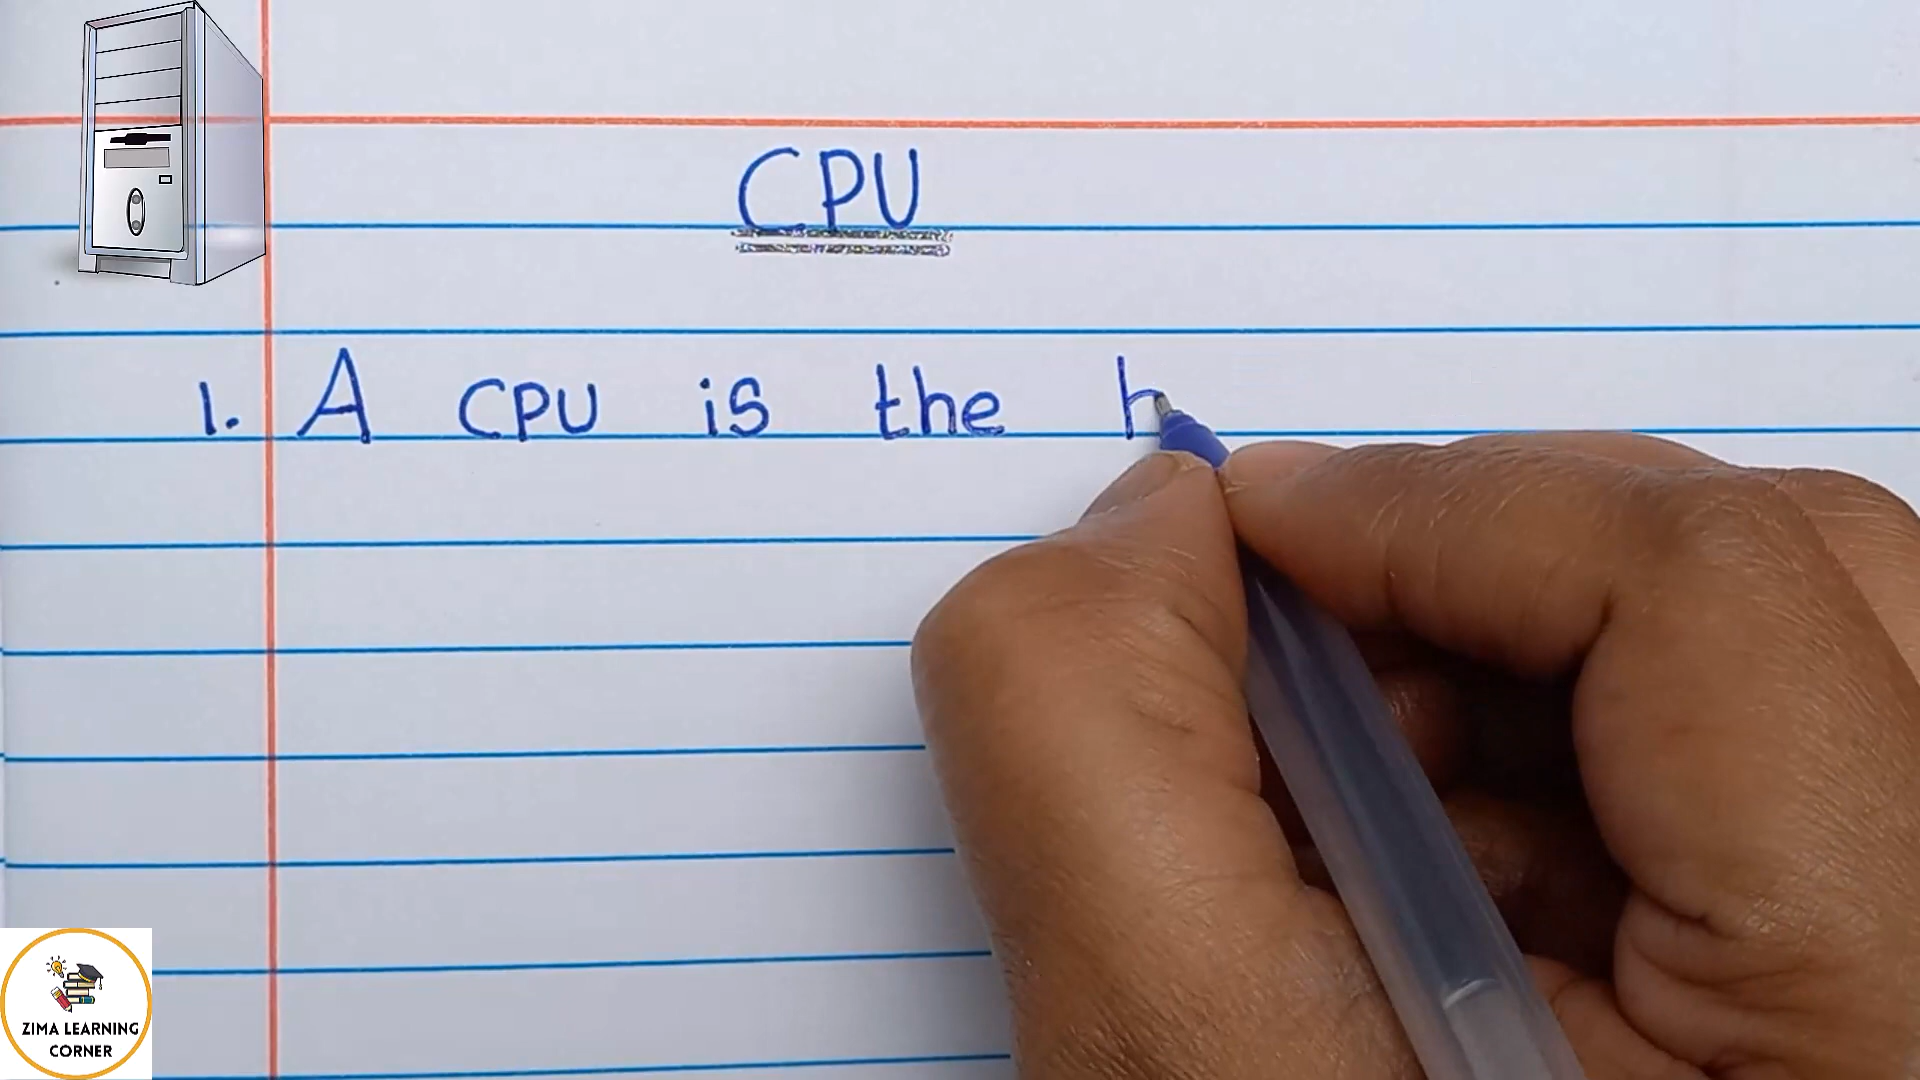 CPU
1. A CPU is the h
ZIMA LEARNING
CORNER